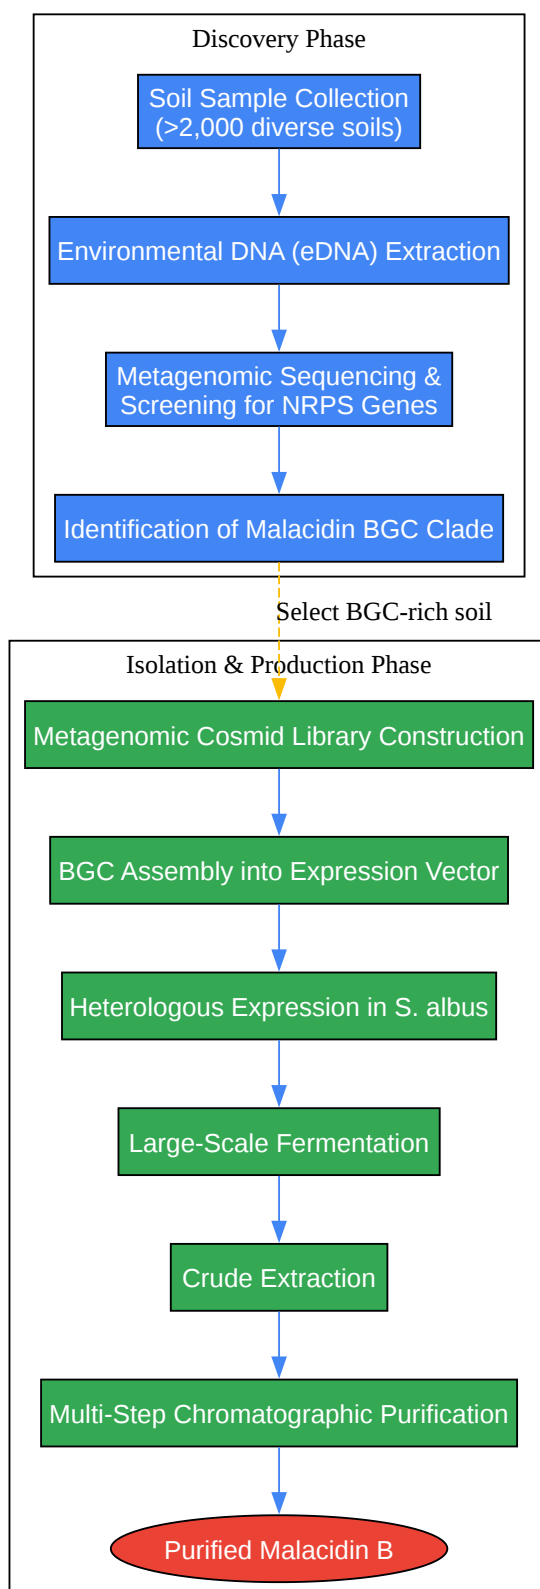 Discovery Phase
Soil Sample Collection
(>2,000 diverse soils)
Environmental DNA (eDNA) Extraction
Metagenomic Sequencing &
Screening for NRPS Genes
Identification of Malacidin BGC Clade
Select BGC-rich soil
Isolation & Production Phase
Metagenomic Cosmid Library Construction
BGC Assembly into Expression Vector
Heterologous Expression in S. albus
Large-Scale Fermentation
Crude Extraction
Multi-Step Chromatographic Purification
Purified Malacidin B